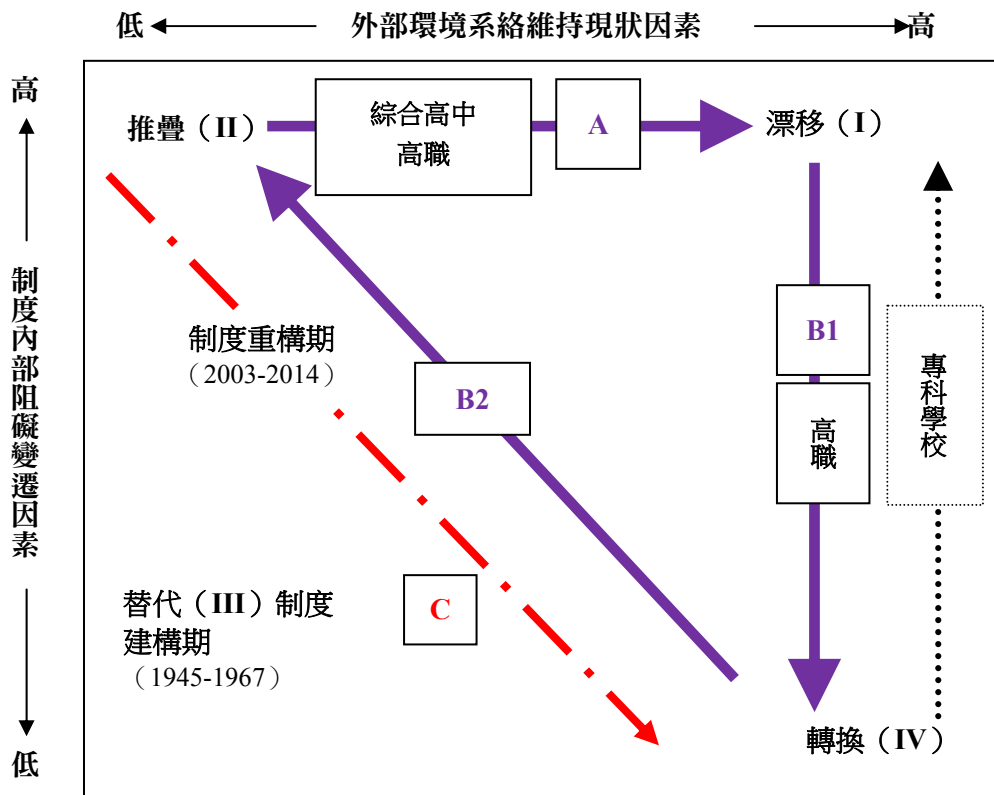 低 外部環境系絡維持現狀因素 高
高
制度內部阻礙變遷因素
低
推疊（II）
綜合高中
高職
A
漂移（I）
制度重構期
（2003-2014）
B2
B1
高職
專科學校
替代（III）制度
建構期
（1945-1967）
C
轉換（IV）